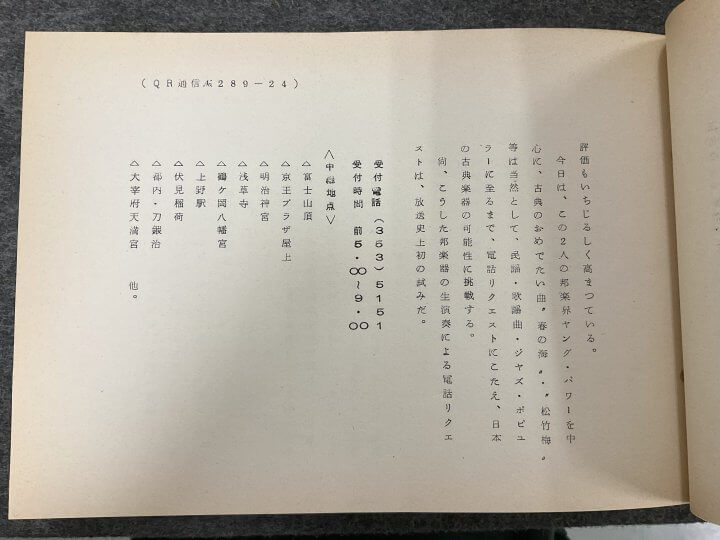 評価もいちじるしく高まつている。
今日は、この２人の邦楽界ヤング・パワーを中
心に、古典のおめでたい曲〝春の海〟・〝松竹梅〟
等は当然として、民謡・歌謡曲・ジャズ・ポピュ
ラーに至るまで、電話リクエストにこたえ、日本
の古典楽器の可能性に挑戦する。
尚、こうした邦楽器の生演奏による電話リクエ
ストは、放送史上初の試みだ。
受付電話（３５３）５１５１
受付時間　前５・００～９・００
＜中継地点＞
△富士山頂
△京王プラザ屋上
△明治神宮
△浅草寺
△鶴ケ岡八幡宮
△上野駅
△伏見稲荷
△都内・刀鍛治
△大宰府天満宮　他。
（ＱＲ通信№２８９－２４）